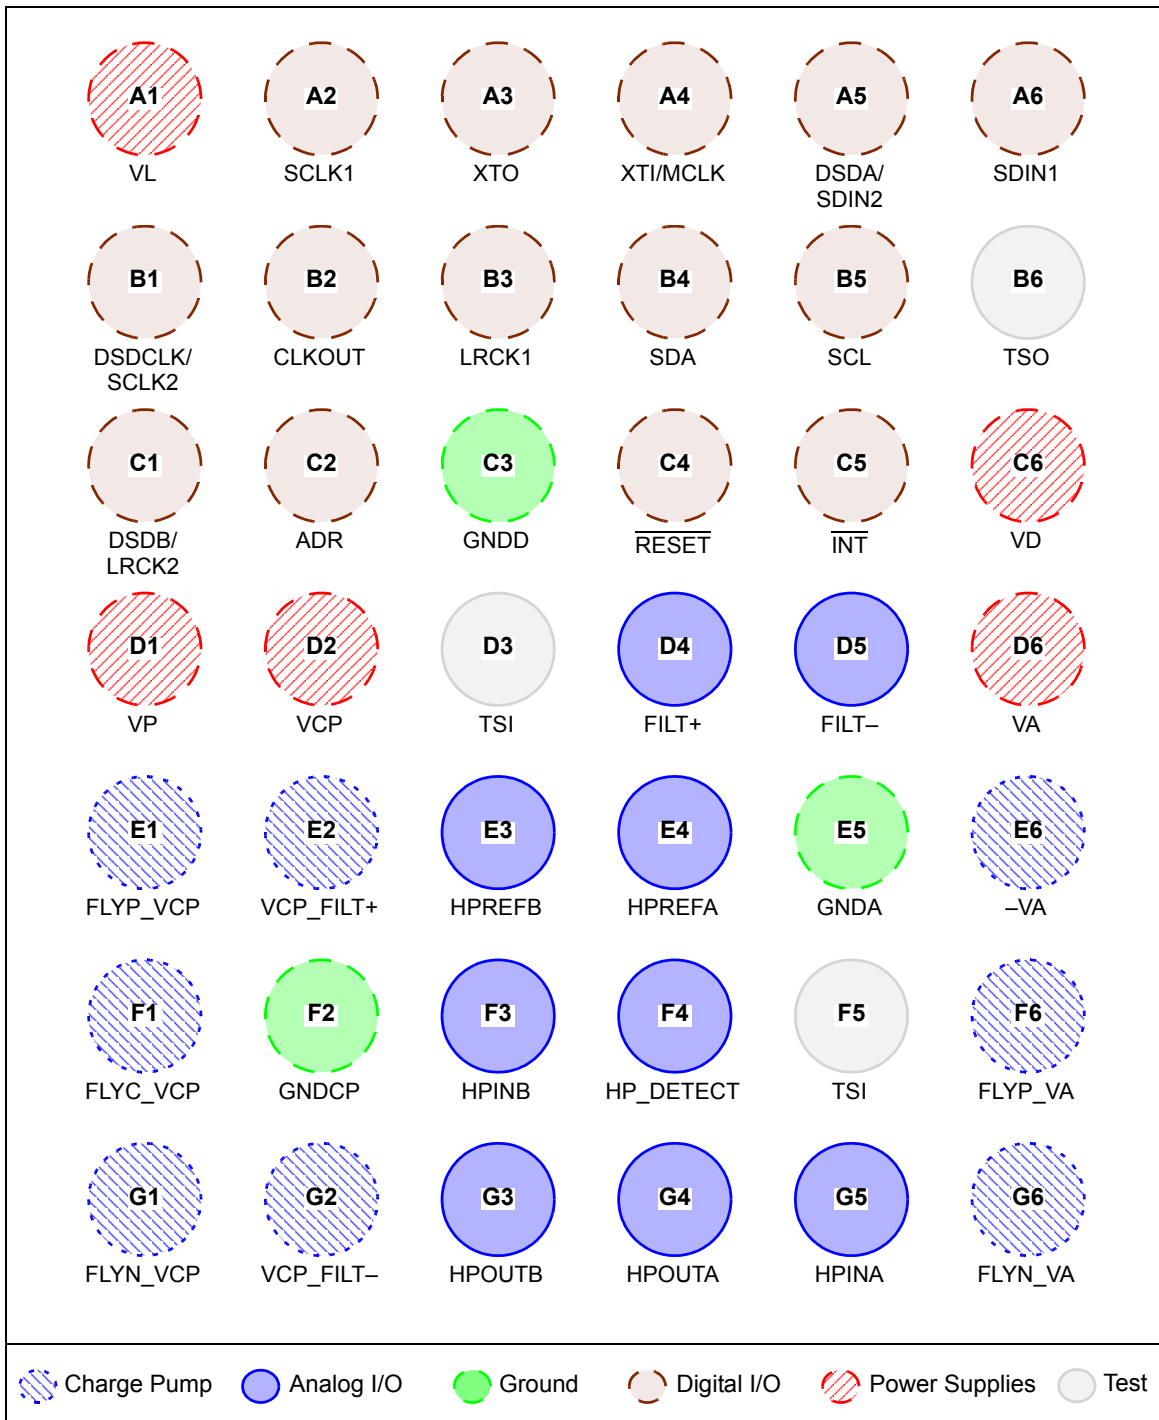 A1 A2 A3 A4 A5 A6
VL SCLK1 XTO XTI/MCLK DSDA/ SDIN1
SDIN2
B1 B2 B3 B4 B5 B6
DSDCLK/ CLKOUT LRCK1 SDA SCL TSO
SCLK2
C1 C2 C3 C4 C5 C6
DSDB/ ADR GNDD RESET INT VD
LRCK2
D1 D2 D3 D4 D5 D6
VP VCP TSI FILT+ FILT– VA
E1 E2 E3 E4 E5 E6
FLYP_VCP VCP_FILT+ HPREFB HPREFA GNDA –VA
F1 F2 F3 F4 F5 F6
FLYC_VCP GNDCP HPINB HP_DETECT TSI FLYP_VA
G1 G2 G3 G4 G5 G6
FLYN_VCP VCP_FILT– HPOUTB HPOUTA HPINA FLYN_VA
Charge Pump Analog I/O Ground Digital I/O Power Supplies Test